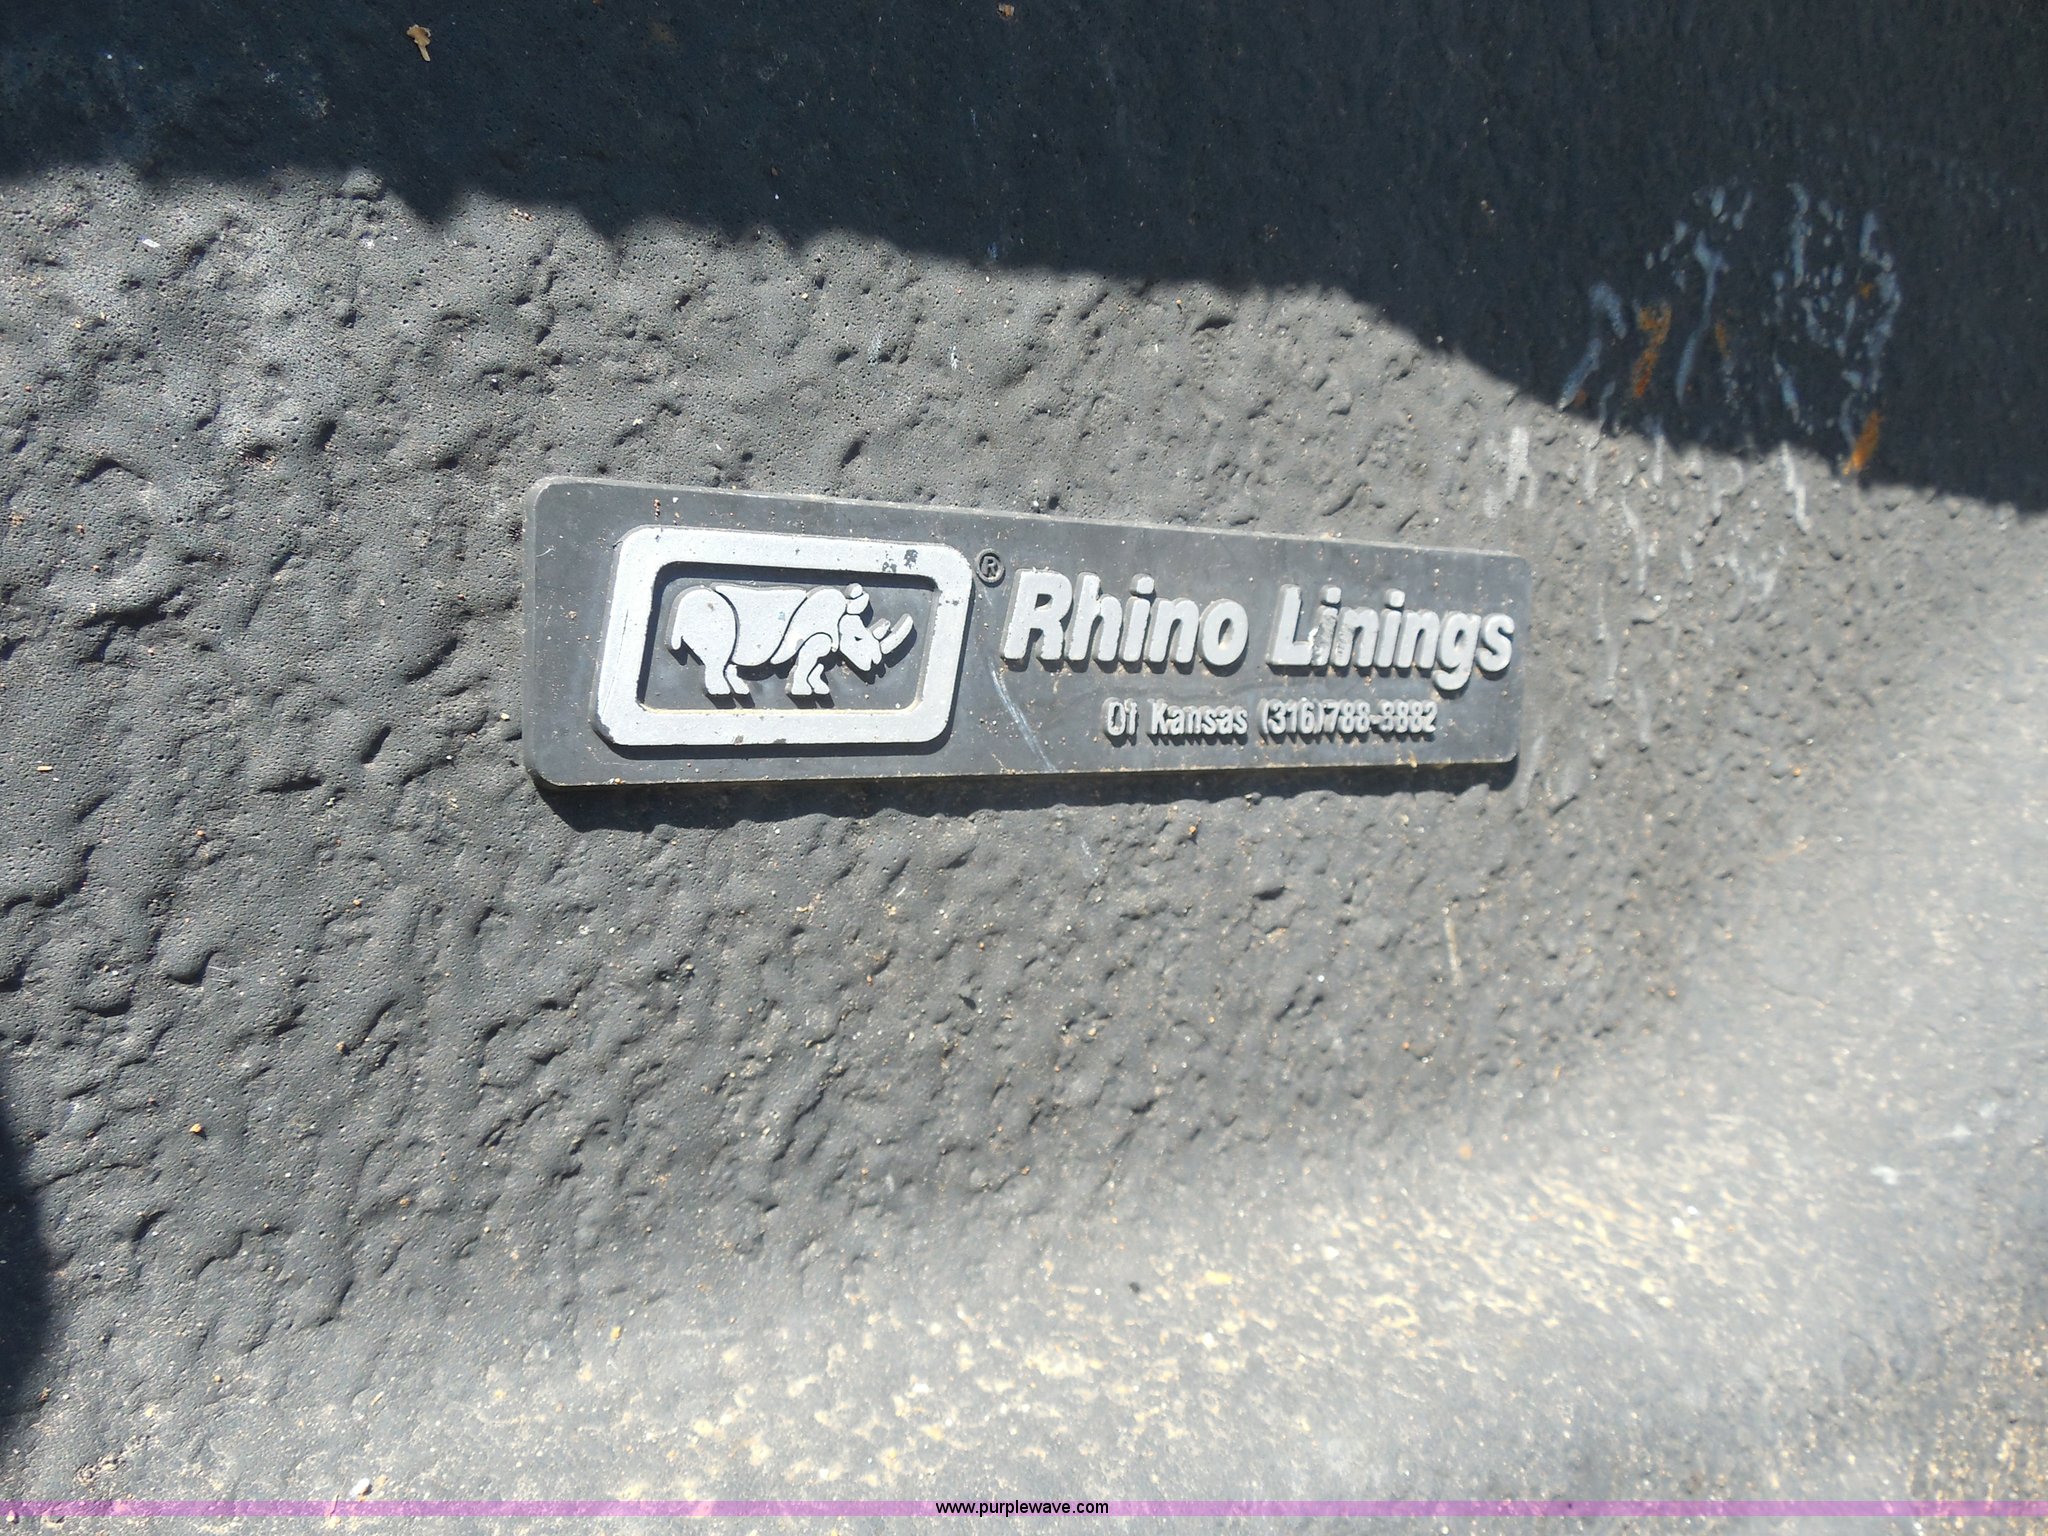 ®
Rhino Linings
Of Kansas (316)788-3882
www.purplewave.com